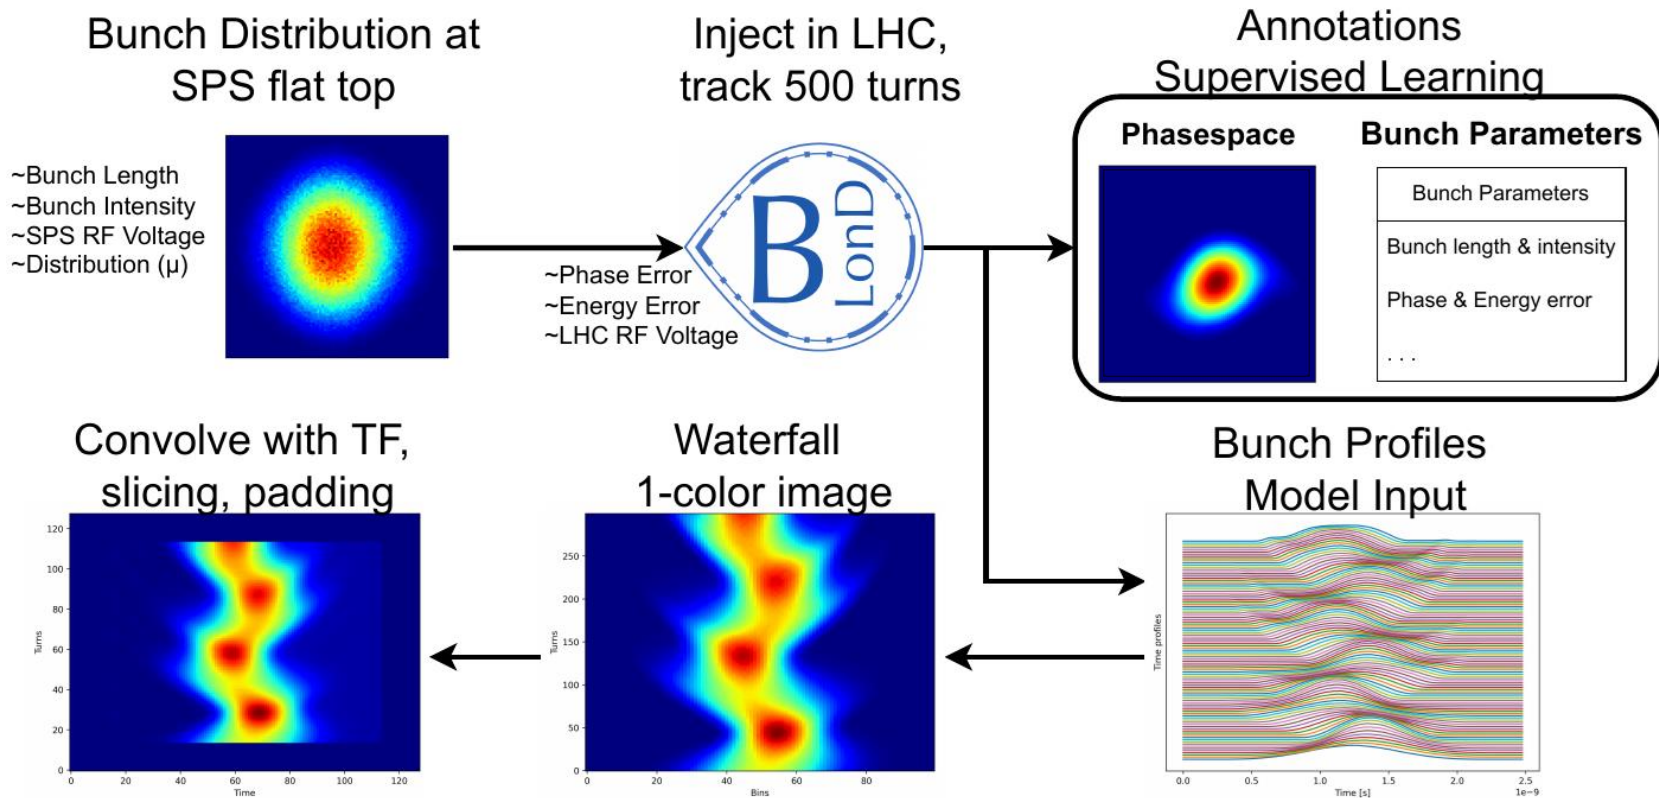 Bunch Distribution at
SPS flat top
~Bunch Length
~Bunch Intensity
~SPS RF Voltage
~Distribution (μ)
Inject in LHC,
track 500 turns
~Phase Error
~Energy Error
~LHC RF Voltage
B
LonD
Annotations
Supervised Learning
Phasespace
Bunch Parameters
Bunch Parameters
Bunch length & intensity
Phase & Energy error
. . .
Convolve with TF,
slicing, padding
120
100
80
60
40
20
0
Turns
0 20 40 60 80 100 120
Time
Waterfall
1-color image
250
200
150
100
50
0
Turns
0 20 40 60 80
Bins
Bunch Profiles
Model Input
Time profiles
0.0 0.5 1.0 1.5 2.0 2.5
Time [s]
1e−9